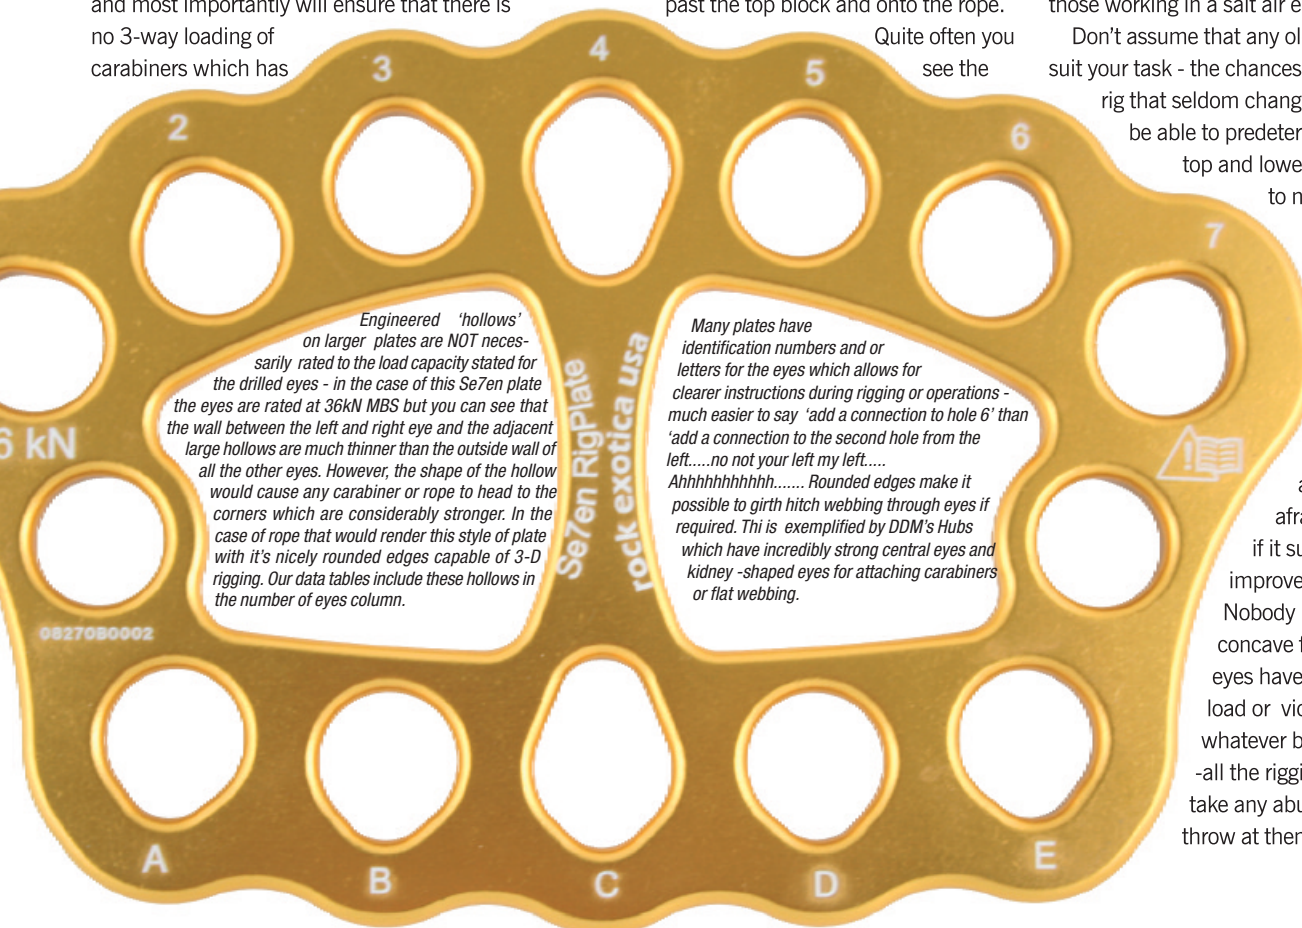 and most importantly will ensure that there is
no 3-way loading of
carabiners which has
past the top block and onto the rope.
Quite often you
see the
those working in a salt air e
Don't assume that any ol
suit your task - the chances
rig that seldom chang
be able to predeter
top and lowe
to n
2
3
4
5
6
7
6 kN
Engineered 'hollows'
on larger plates are NOT neces-
sarily rated to the load capacity stated for
the drilled eyes - in the case of this Se7en plate
the eyes are rated at 36kN MBS but you can see that
the wall between the left and right eye and the adjacent
large hollows are much thinner than the outside wall of
all the other eyes. However, the shape of the hollow
would cause any carabiner or rope to head to the
corners which are considerably stronger. In the
case of rope that would render this style of plate
with it's nicely rounded edges capable of 3-D
rigging. Our data tables include these hollows in
the number of eyes column.
Se7en RigPlate
rock exotica usa
Many plates have
identification numbers and or
letters for the eyes which allows for
clearer instructions during rigging or operations -
much easier to say 'add a connection to hole 6' than
'add a connection to the second hole from the
left.....no not your left my left.....
Ahhhhhhhhhhh....... Rounded edges make it
possible to girth hitch webbing through eyes if
required. Thi is exemplified by DDM's Hubs
which have incredibly strong central eyes and
kidney -shaped eyes for attaching carabiners
or flat webbing.
08270B0002
A
B
C
D
E
a
afra
if it su
improve
Nobody
concave f
eyes have
load or vic
whatever b
-all the riggi
take any abu
throw at then